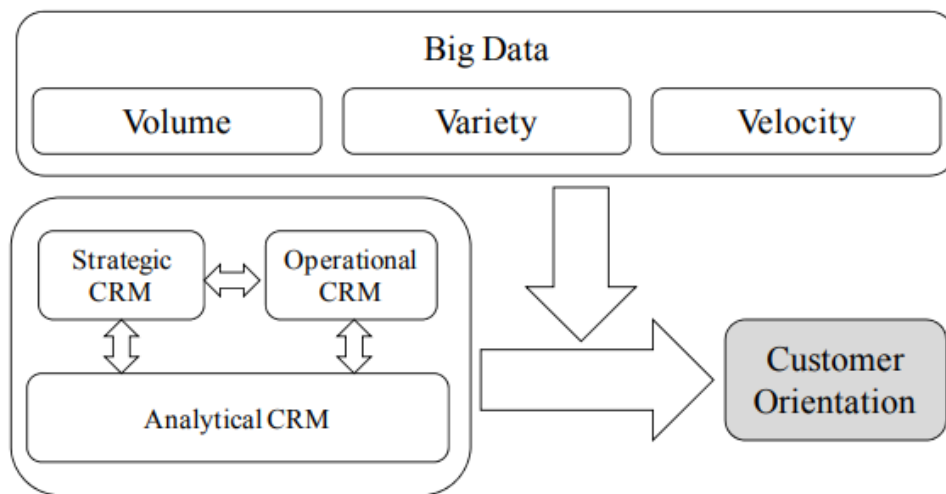 Big Data
Volume
Variety
Velocity
Strategic
CRM
Operational
CRM
Analytical CRM
Customer
Orientation